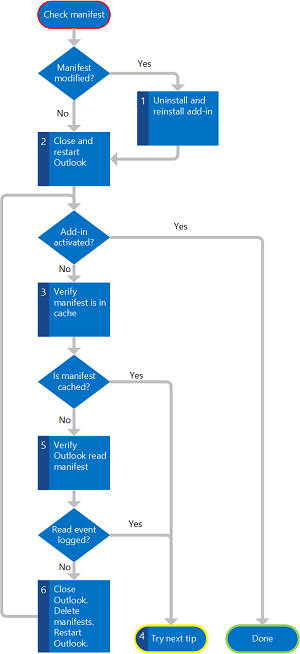 Check manifest
Manifest
modified?
Yes
No
1 Uninstall and
reinstall add-in
2 Close and
restart
Outlook
Add-in
activated?
Yes
No
3 Verify
manifest is in
cache
Is manifest
cached?
Yes
No
5 Verify
Outlook read
manifest
Read event
logged?
Yes
No
6 Close
Outlook.
Delete
manifests.
Restart
Outlook.
4 Try next tip
Done